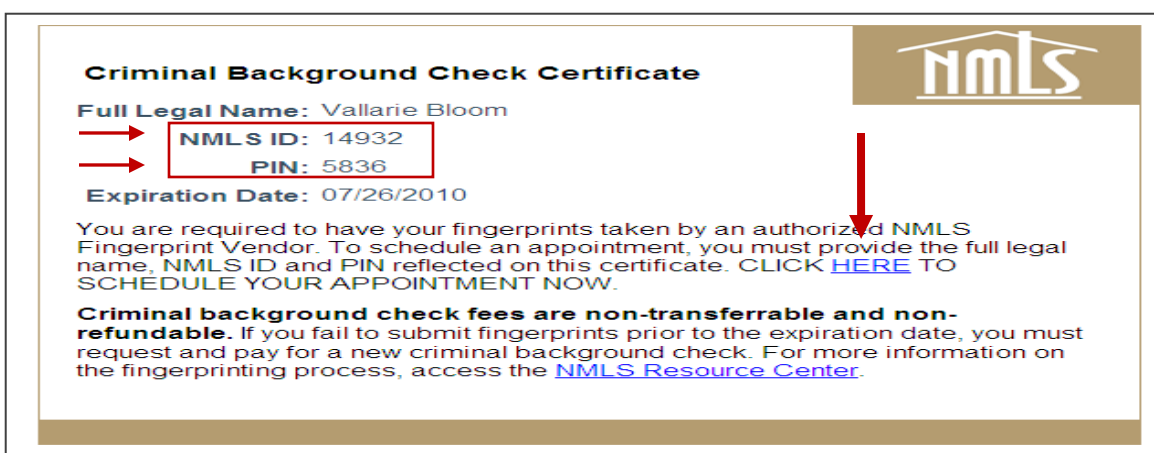 NMLS
Criminal Background Check Certificate
Full Legal Name: Vallarie Bloom
NMLS ID: 14932
PIN: 5836
Expiration Date: 07/26/2010
You are required to have your fingerprints taken by an authorized NMLS
Fingerprint Vendor. To schedule an appointment, you must provide the full legal
name, NMLS ID and PIN reflected on this certificate. CLICK HERE TO
SCHEDULE YOUR APPOINTMENT NOW.
Criminal background check fees are non-transferrable and non-
refundable. If you fail to submit fingerprints prior to the expiration date, you must
request and pay for a new criminal background check. For more information on
the fingerprinting process, access the NMLS Resource Center.